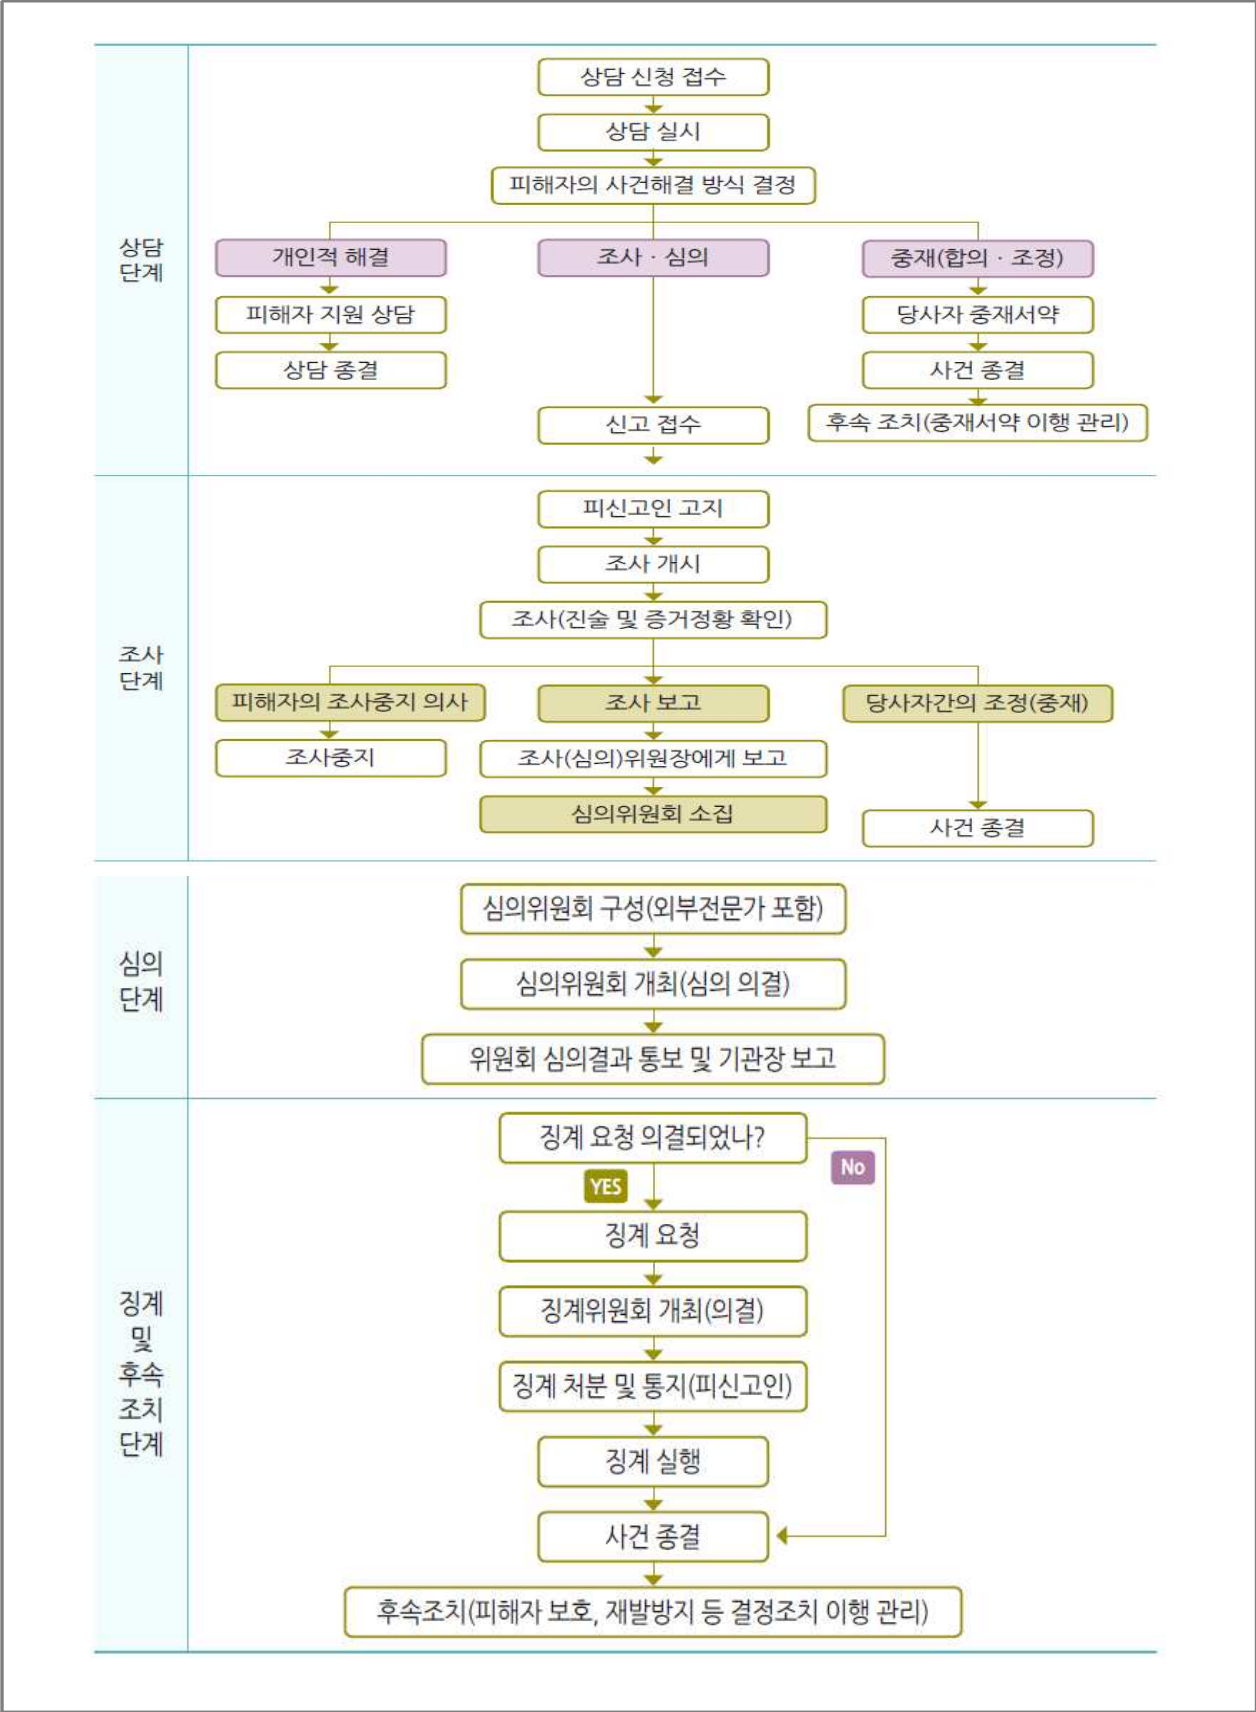 상담
단계
상담 신청 접수
상담 실시
피해자의 사건해결 방식 결정
개인적 해결
조사 · 심의
중재(합의 · 조정)
피해자 지원 상담
당사자 중재서약
상담 종결
사건 종결
신고 접수
후속 조치(중재서약 이행 관리)
조사
단계
피신고인 고지
조사 개시
조사(진술 및 증거정황 확인)
피해자의 조사중지 의사
조사 보고
당사자간의 조정(중재)
조사중지
조사(심의)위원장에게 보고
심의위원회 소집
사건 종결
심의
단계
심의위원회 구성(외부전문가 포함)
심의위원회 개최(심의 의결)
위원회 심의결과 통보 및 기관장 보고
징계
및
후속
조치
단계
징계 요청 의결되었나?
No
YES
징계 요청
징계위원회 개최(의결)
징계 처분 및 통지(피신고인)
징계 실행
사건 종결
후속조치(피해자 보호, 재발방지 등 결정조치 이행 관리)